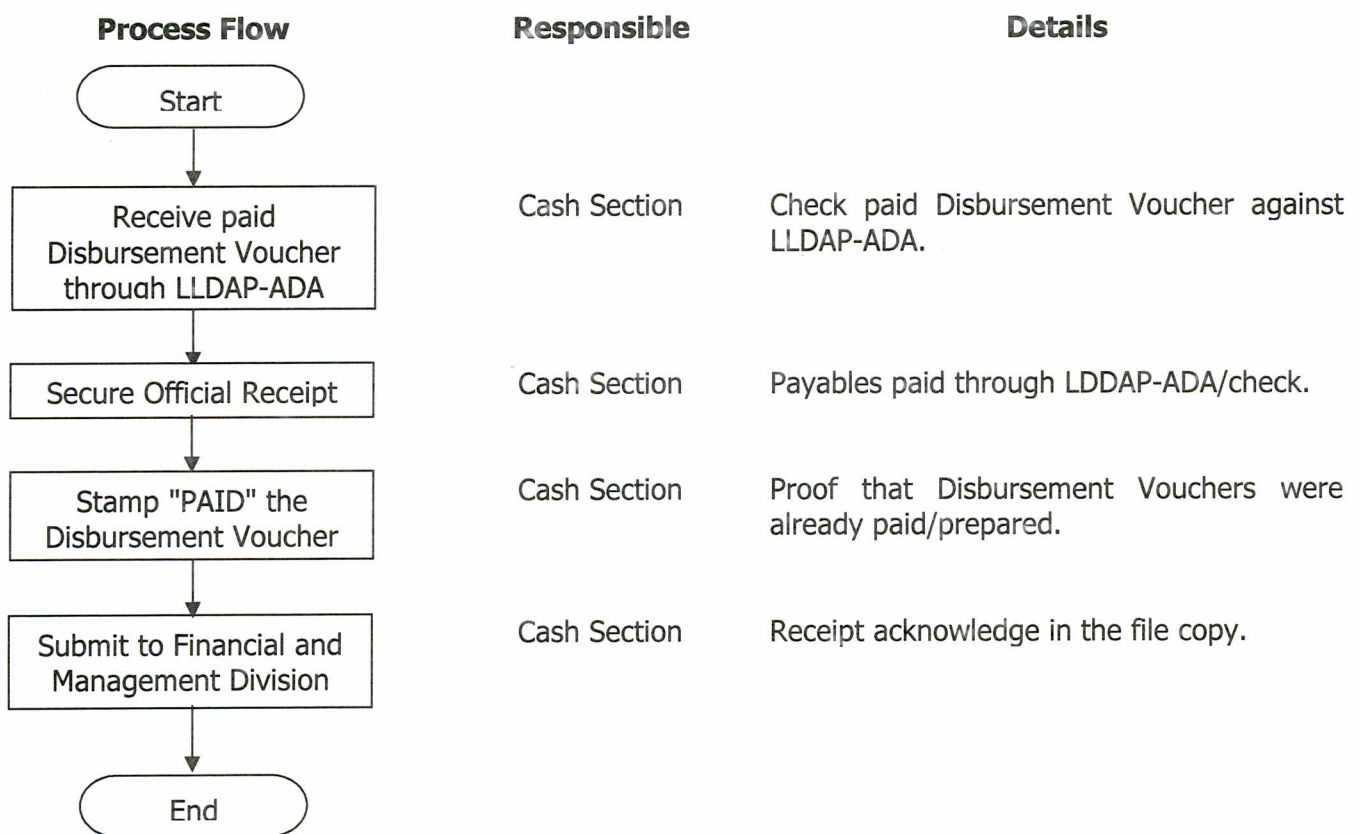 Process Flow Responsible Details
Start
Receive paid
Disbursement Voucher
through LLDAP-ADA
Cash Section
Check paid Disbursement Voucher against
LLDAP-ADA.
Secure Official Receipt
Cash Section
Payables paid through LDDAP-ADA/check.
Stamp "PAID" the
Disbursement Voucher
Cash Section
Proof that Disbursement Vouchers were
already paid/prepared.
Submit to Financial and
Management Division
Cash Section
Receipt acknowledge in the file copy.
End